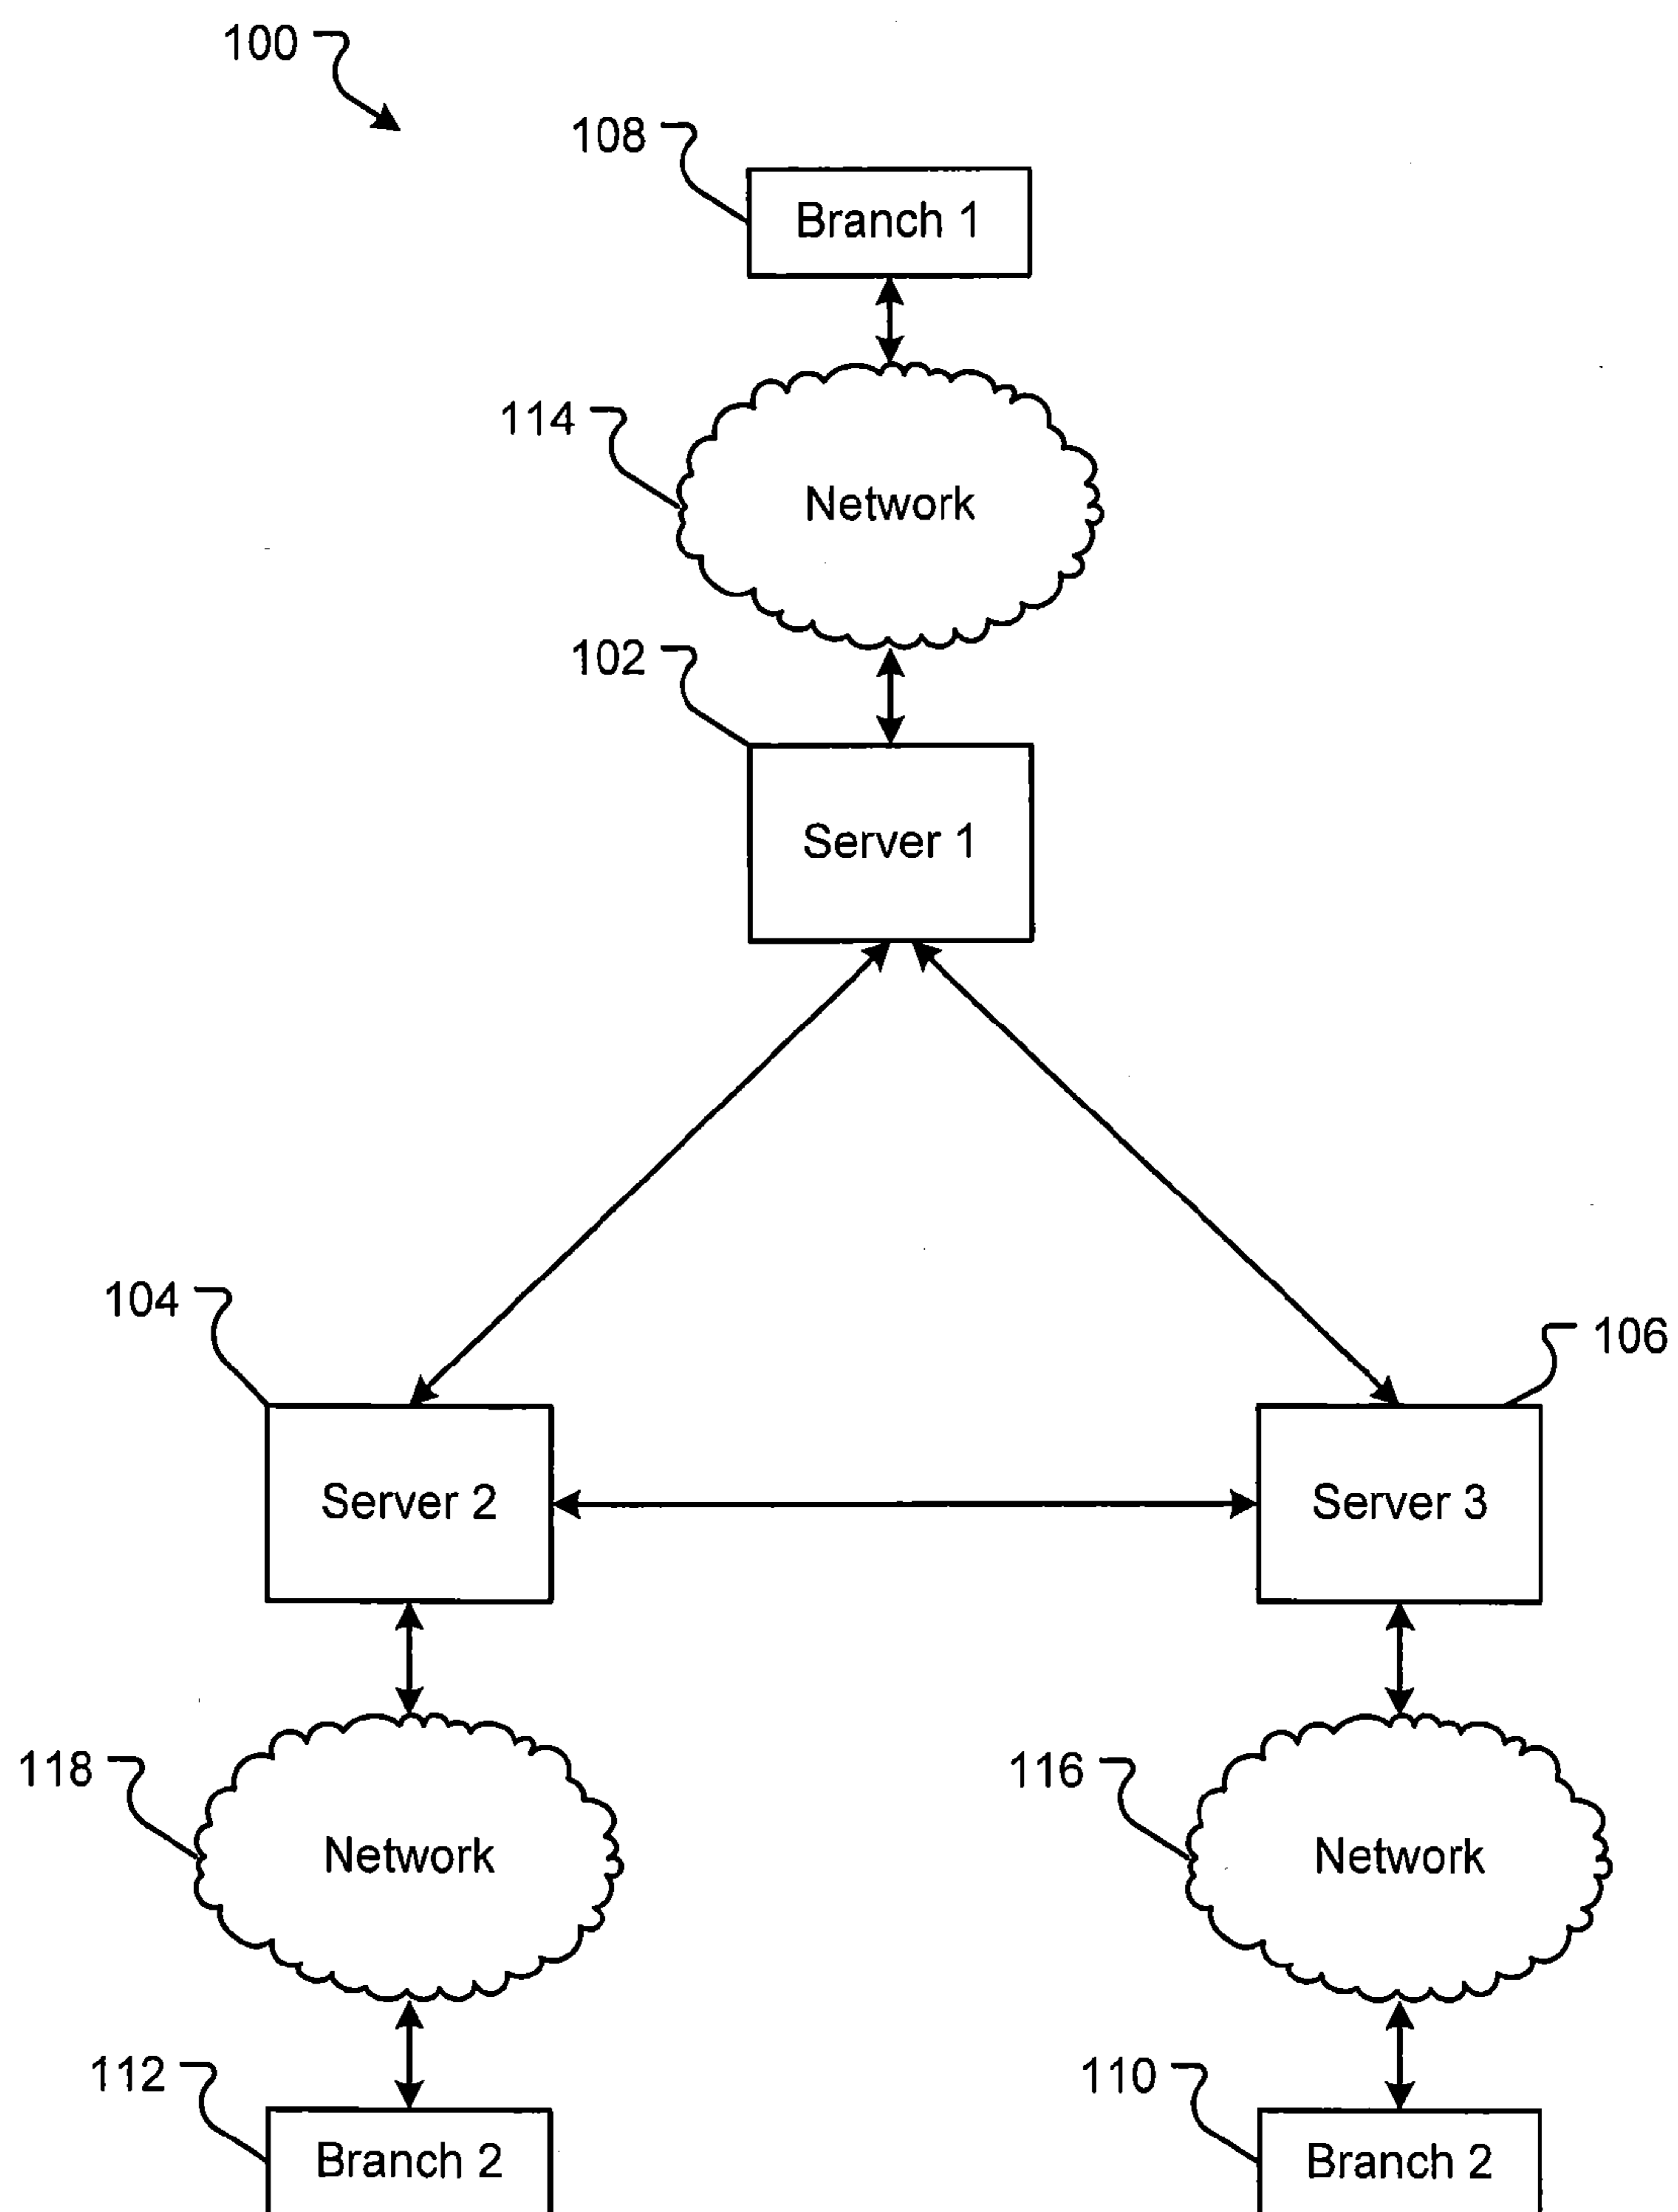 100
108
Branch 1
114
Network
102
Server 1
104
106
Server 2
Server 3
118
116
Network
Network
112
110
Branch 2
Branch 2